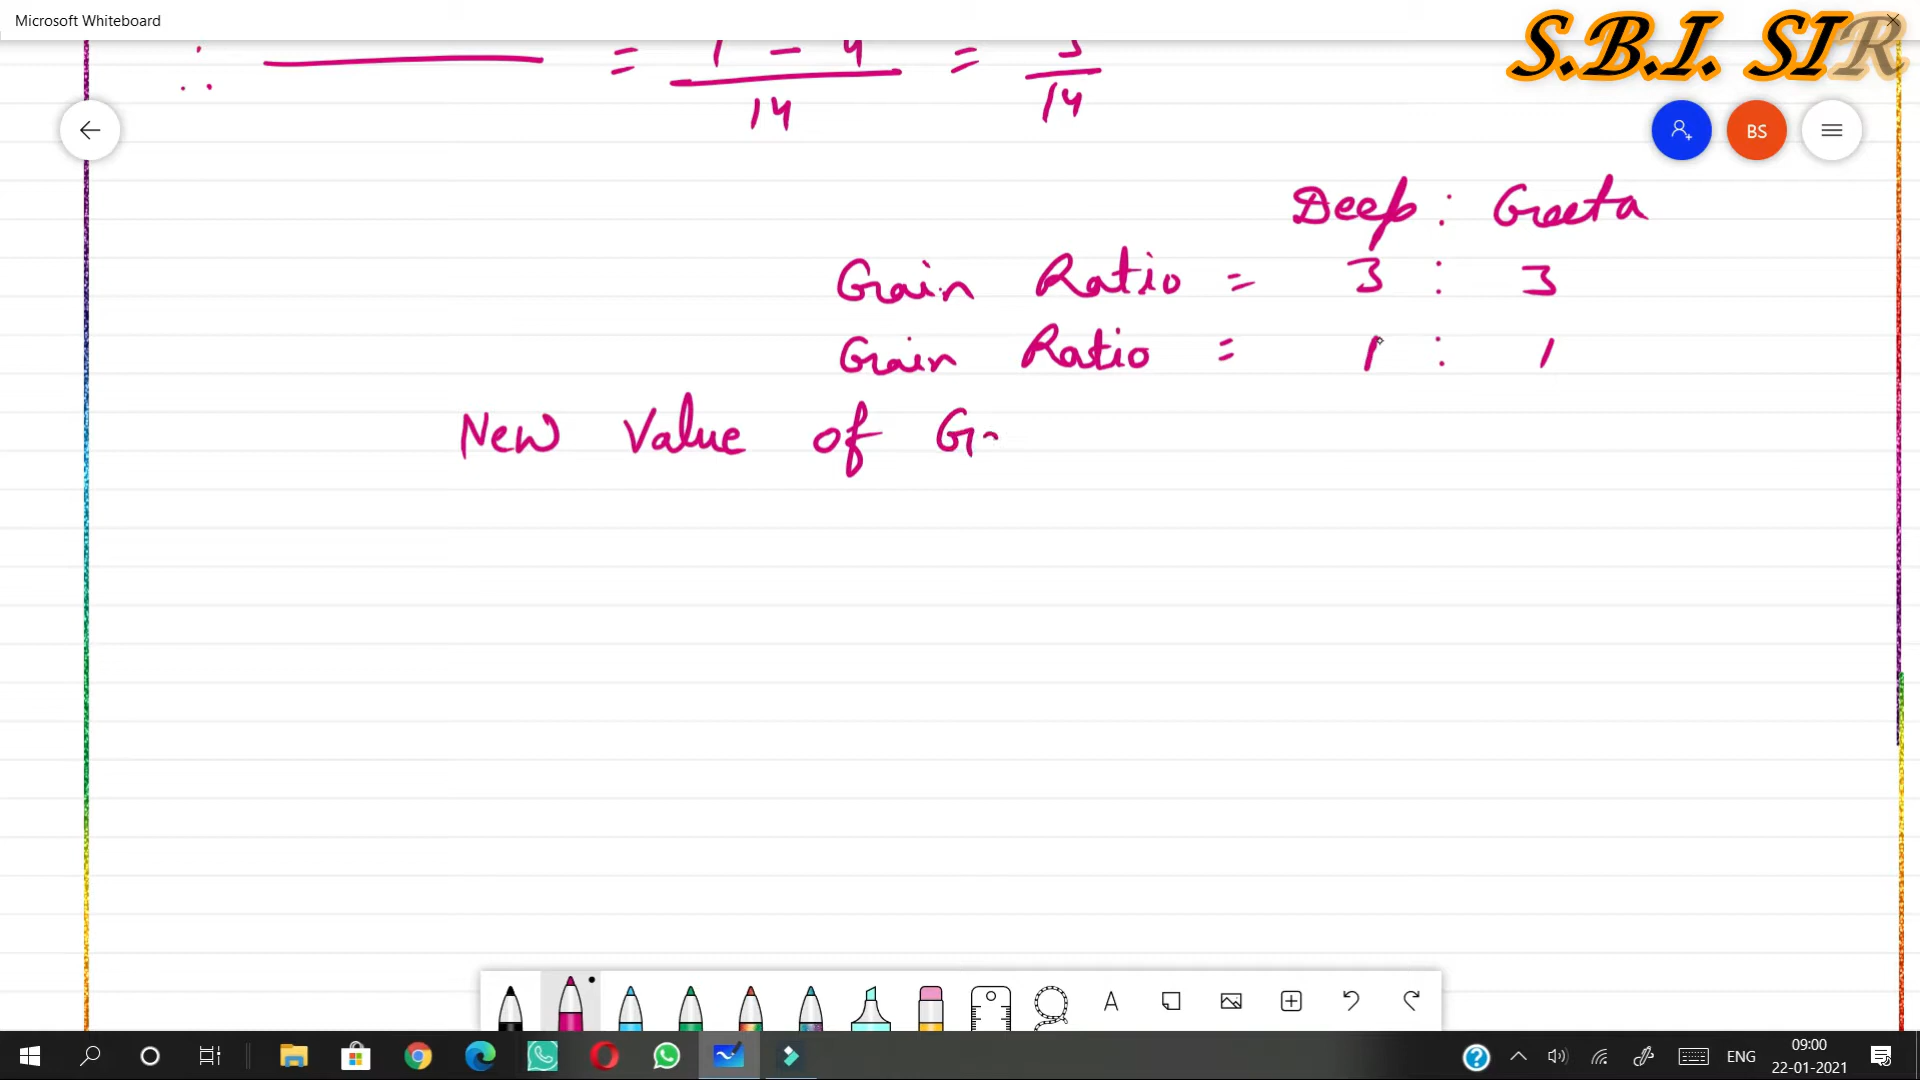 Microsoft Whiteboard
S.B.I. SIR
∴ = 7 - 4 / 14 = 3 / 14
BS
Deep : Geeta
Gain Ratio = 3 : 3
Gain Ratio = 1 : 1
New Value of G
A
ENG
09:00
22-01-2021